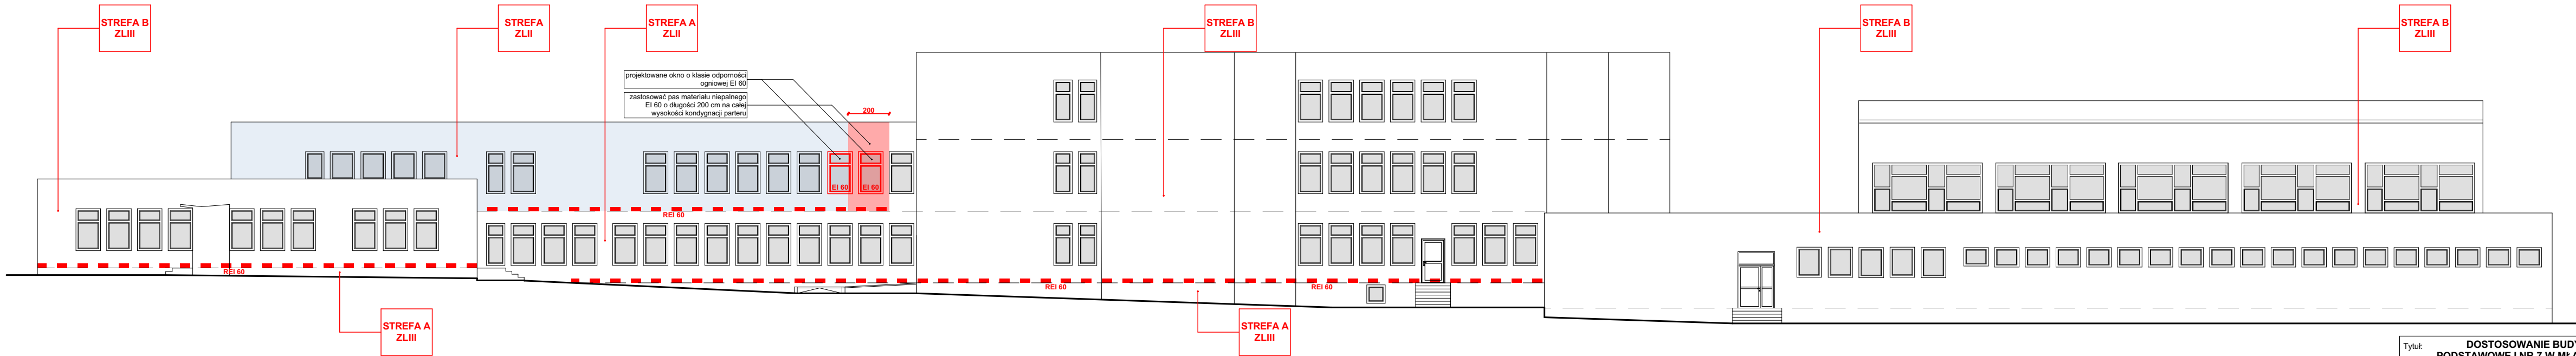 STREFA B
ZLIII
STREFA
ZLII
STREFA A
ZLII
STREFA B
ZLIII
STREFA B
ZLIII
STREFA B
ZLIII
projektowane okno o klasie odporności
ogniowej EI 60
zastosować pas materiału niepalnego
EI 60 o długości 200 cm na całej
wysokości kondygnacji parteru
200
EI 60
EI 60
REI 60
REI 60
REI 60
REI 60
STREFA A
ZLIII
STREFA A
ZLIII
Tytuł:
DOSTOSOWANIE BUDY